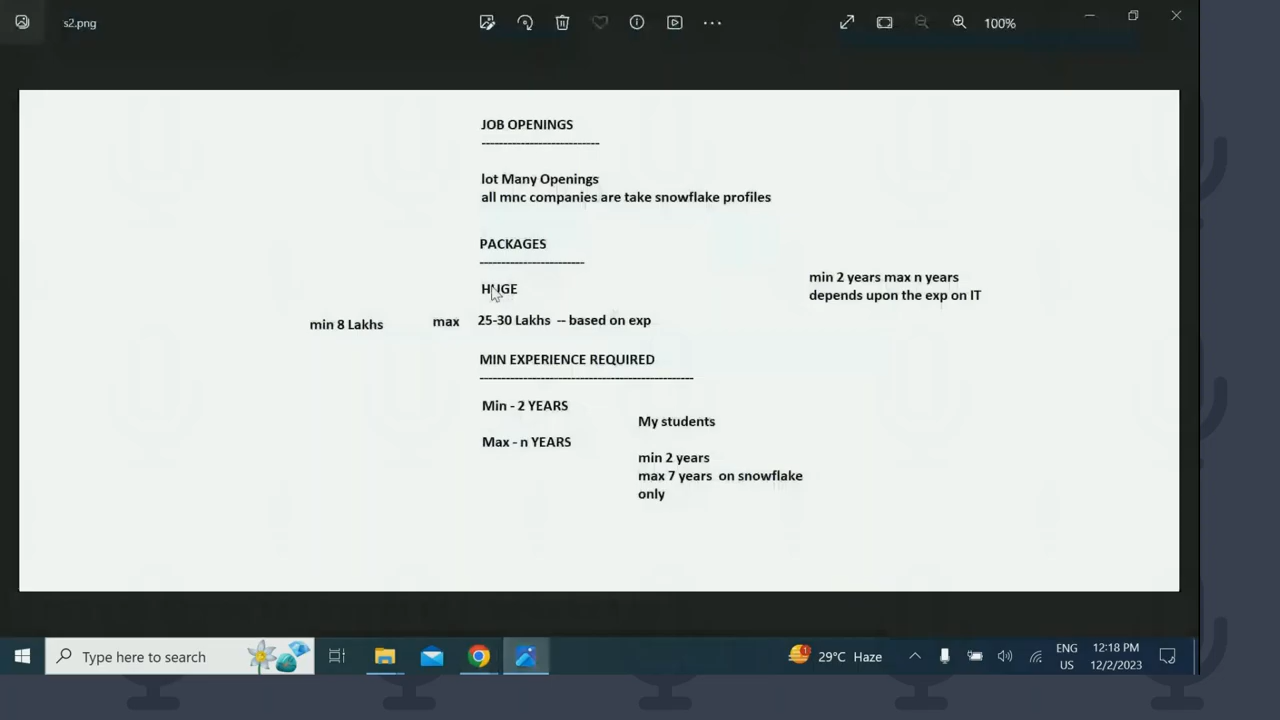 s2.png
100%
JOB OPENINGS
---------------------------
lot Many Openings
all mnc companies are take snowflake profiles
PACKAGES
------------------------
HUGE
min 8 Lakhs
max
25-30 Lakhs -- based on exp
min 2 years max n years
depends upon the exp on IT
MIN EXPERIENCE REQUIRED
-------------------------------------------------
Min - 2 YEARS
Max - n YEARS
My students
min 2 years
max 7 years on snowflake
only
Type here to search
1
29°C Haze
ENG
US
12:18 PM
12/2/2023